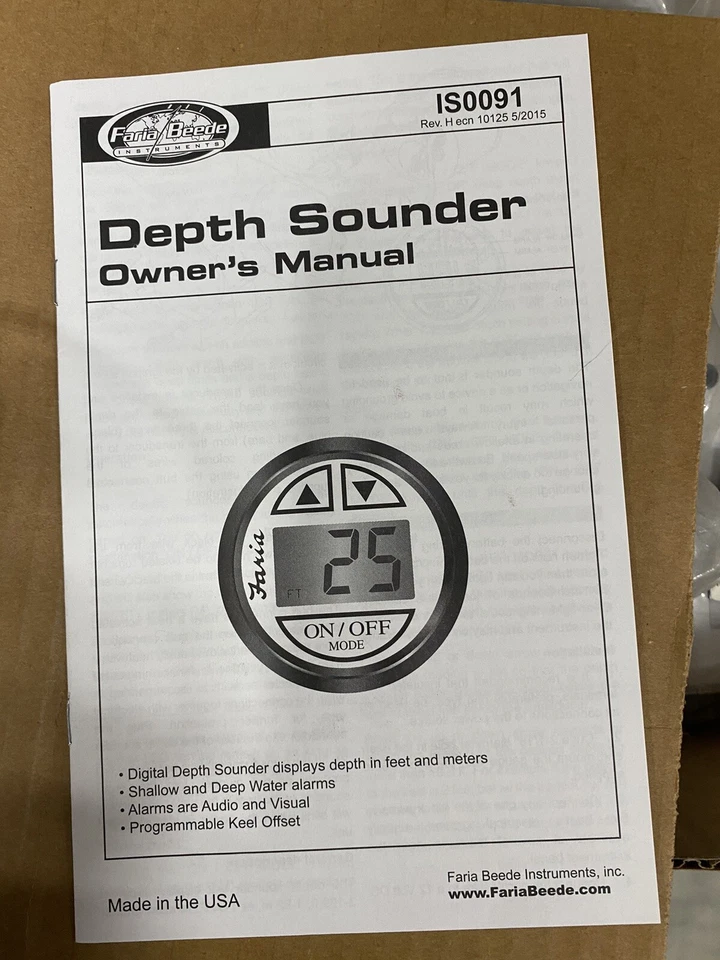 Faria Beede
INSTRUMENTS
IS0091
Rev. H ecn 10125 5/2015
Depth Sounder
Owner's Manual
Faria
25
FT
ON/OFF
MODE
• Digital Depth Sounder displays depth in feet and meters
• Shallow and Deep Water alarms
• Alarms are Audio and Visual
• Programmable Keel Offset
Made in the USA
Faria Beede Instruments, inc.
www.FariaBeede.com